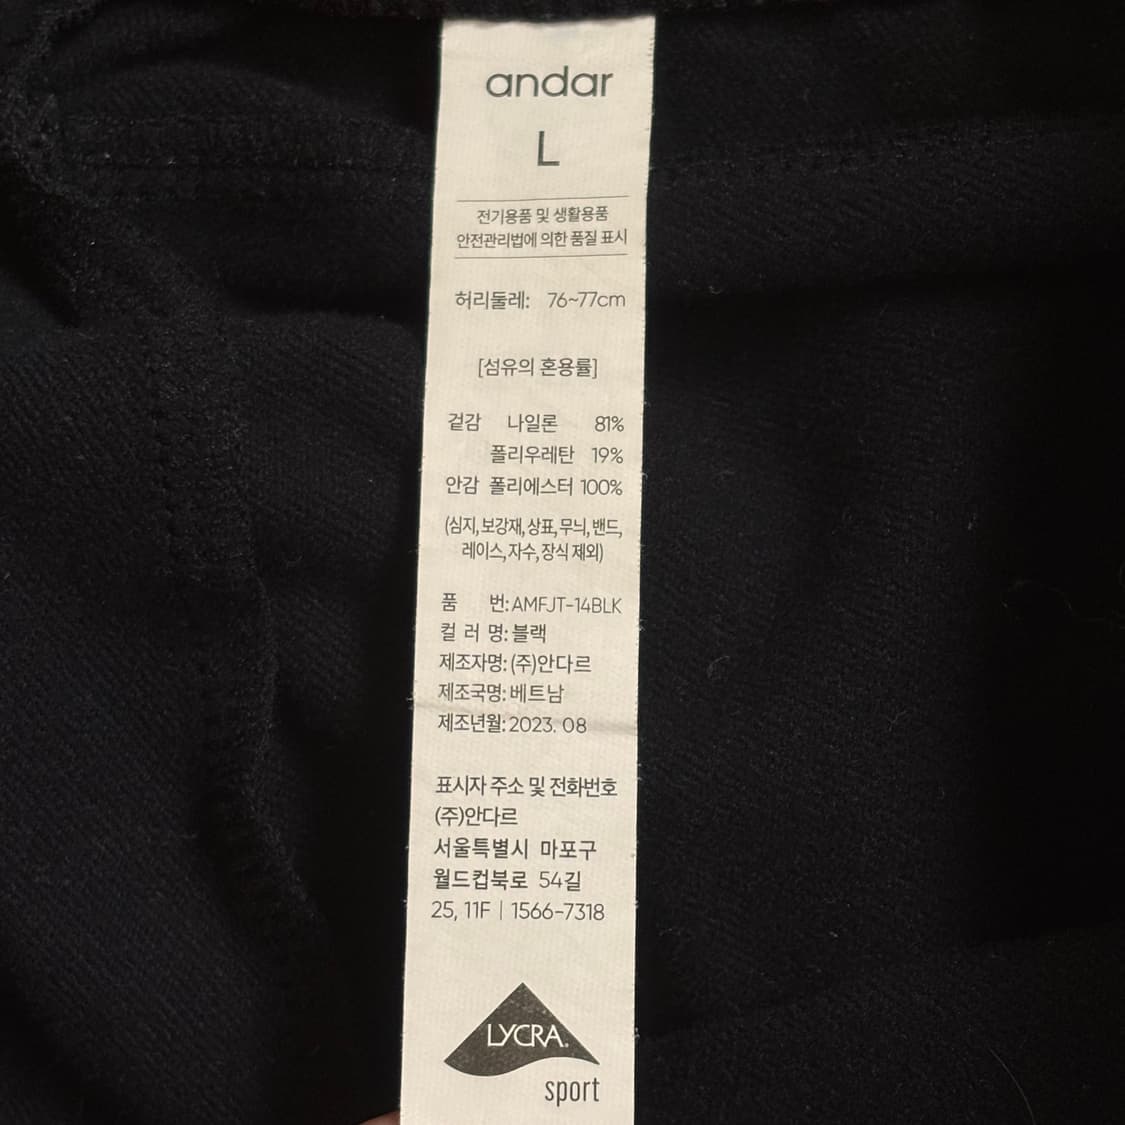 andar
L
전기용품 및 생활용품
안전관리법에 의한 품질 표시
허리둘레: 76~77cm
[섬유의 혼용률]
겉감 나일론 81%
폴리우레탄 19%
안감 폴리에스터 100%
(심지, 보강재, 상표, 무늬, 밴드,
레이스, 자수, 장식 제외)
품 번: AMFJT-14BLK
컬 러 명: 블랙
제조자명: (주)안다르
제조국명: 베트남
제조년월: 2023. 08
표시자 주소 및 전화번호
(주)안다르
서울특별시 마포구
월드컵북로 54길
25, 11F | 1566-7318
LYCRA.
sport